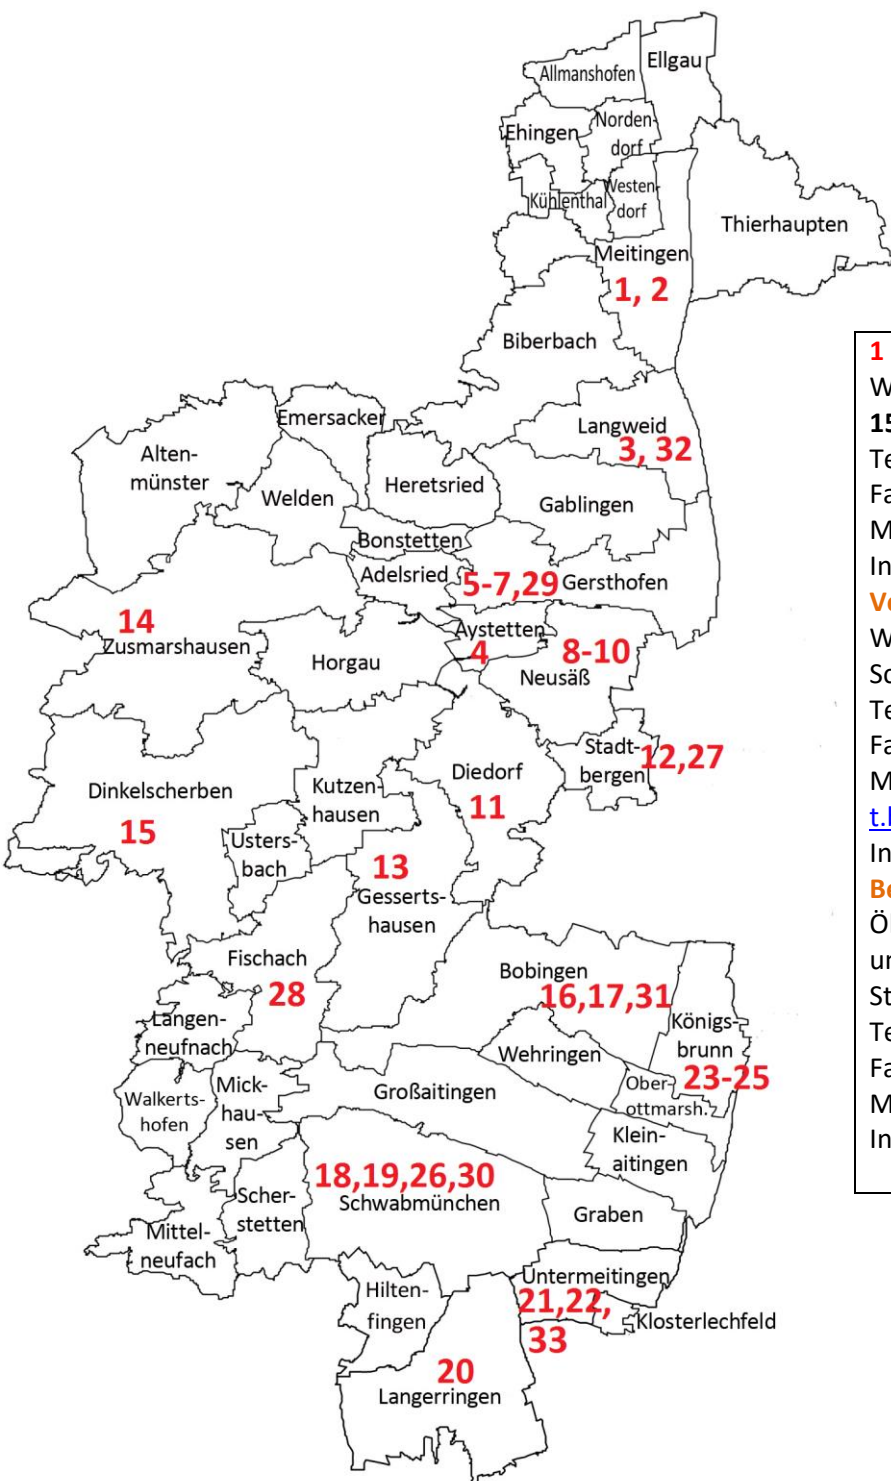 Ellgau
Allmanshofen
Norden-
dorf
Ehingen
Westen-
dorf
Kühlenthal
Thierhaupten
Meitingen
1, 2
Biberbach
Emersacker
Langweid
3, 32
Alten-
münster
Heretsried
Welden
Gablingen
Bonstetten
Adelsried
5-7,29
Gersthofen
14
Zusmarshausen
Aystetten
4
8-10
Neusäß
Horgau
Stadt-
bergen
12,27
Diedorf
11
Kutzen-
hausen
Dinkelscherben
15
Usters-
bach
13
Gesserts-
hausen
Fischach
28
Bobingen
16,17,31
Königs-
brunn
23-25
Langen-
neufnach
Wehringen
Ober-
ottmarsh.
Großaitingen
Mick-
hau-
sen
Walkerts-
hofen
Klein-
aitingen
18,19,26,30
Schwabmünchen
Scher-
stetten
Graben
Mittel-
neufach
Untermeitingen
21,22,
33
Klosterlechfeld
Hilten-
fingen
20
Langerringen
1
W
15
Te
Fa
M
In
Ve
W
Sc
Te
Fa
M
t.l
In
Be
Ö
un
St
Te
Fa
M
In